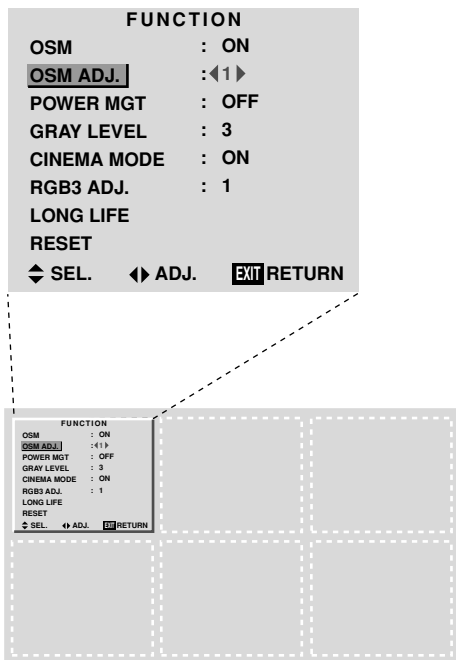 FUNCTION
OSM : ON
OSM ADJ. : 1
POWER MGT : OFF
GRAY LEVEL : 3
CINEMA MODE : ON
RGB3 ADJ. : 1
LONG LIFE
RESET
SEL. ADJ. EXIT RETURN
FUNCTION
OSM : ON
OSM ADJ. : 1
POWER MGT : OFF
GRAY LEVEL : 3
CINEMA MODE : ON
RGB3 ADJ. : 1
LONG LIFE
RESET
SEL. ADJ. EXIT RETURN